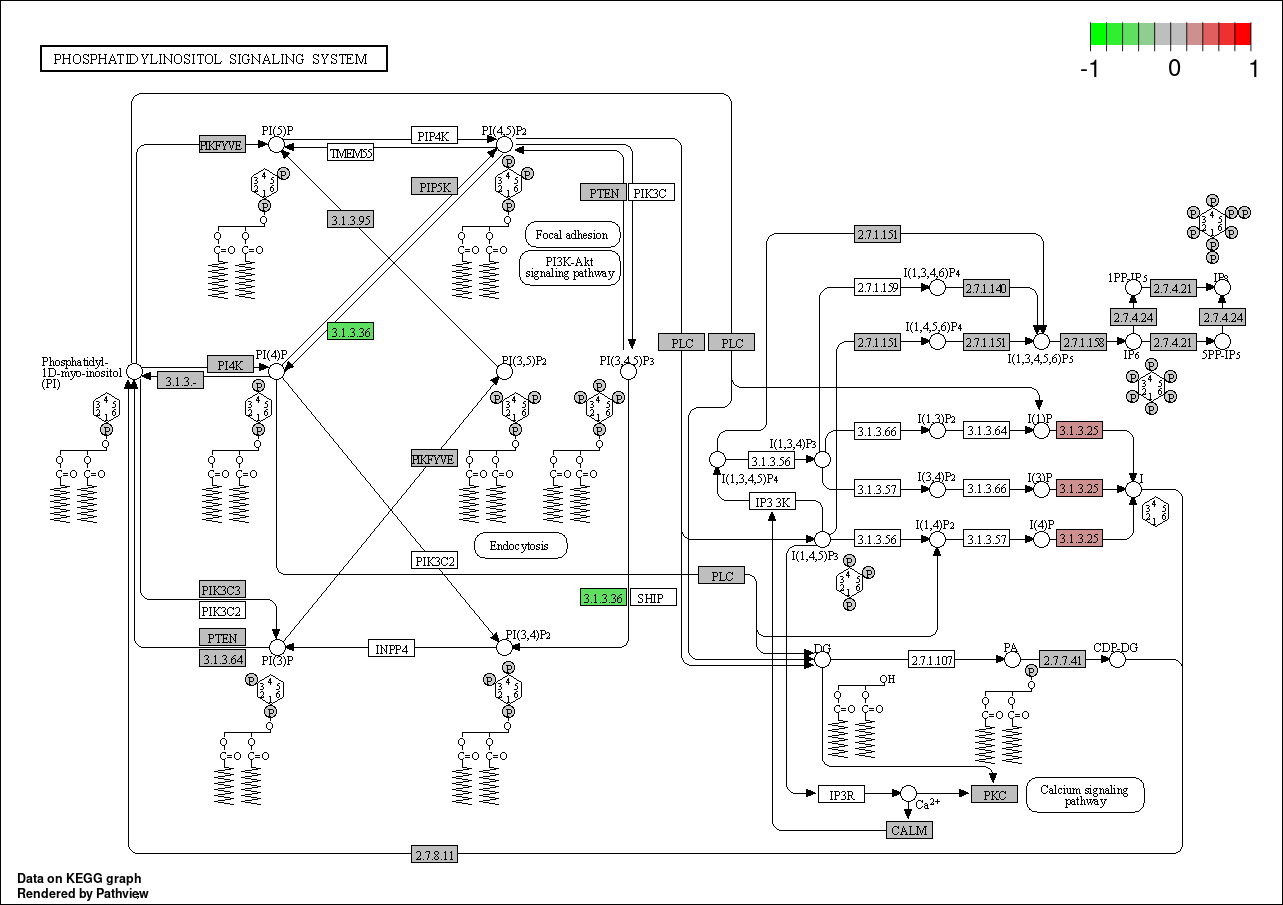 PHOSPHATIDYLINOSITOL SIGNALING SYSTEM
-1 0 1
PI(5)P
PIKFYVE
PIP4K
TMEM55
PI(4,5)P2
PIP5K
PTEN
PIK3C
3.1.3.95
Focal adhesion
PI3K-Akt
signaling pathway
3.1.3.36
Phosphatidyl-
1D-myo-inositol
(PI)
PI4K
3.1.3.-
PI(4)P
PI(3,5)P2
PI(3,4,5)P3
PLC
PLC
PIKFYVE
Endocytosis
PIK3C2
PLC
PIK3C3
PIK3C2
PTEN
3.1.3.64
PI(3)P
INPP4
PI(3,4)P2
3.1.3.36
SHIP
2.7.1.151
I(1,3,4,6)P4
2.7.1.159
2.7.1.140
I(1,4,5,6)P4
2.7.1.151
2.7.1.151
I(1,3,4,5,6)P5
2.7.1.158
1PP-IP5
2.7.4.21
IP8
2.7.4.24
2.7.4.24
IP6
2.7.4.21
5PP-IP5
I(1,3)P2
I(1)P
3.1.3.66
3.1.3.64
3.1.3.25
I(1,3,4)P3
3.1.3.56
I(1,3,4,5)P4
I(3,4)P2
I(3)P
I
3.1.3.57
3.1.3.66
3.1.3.25
IP3 3K
I(1,4)P2
I(4)P
3.1.3.56
3.1.3.57
3.1.3.25
I(1,4,5)P3
DG
2.7.1.107
PA
2.7.7.41
CDP-DG
OH
IP3R
Ca2+
PKC
Calcium signaling
pathway
CALM
2.7.8.11
Data on KEGG graph
Rendered by Pathview